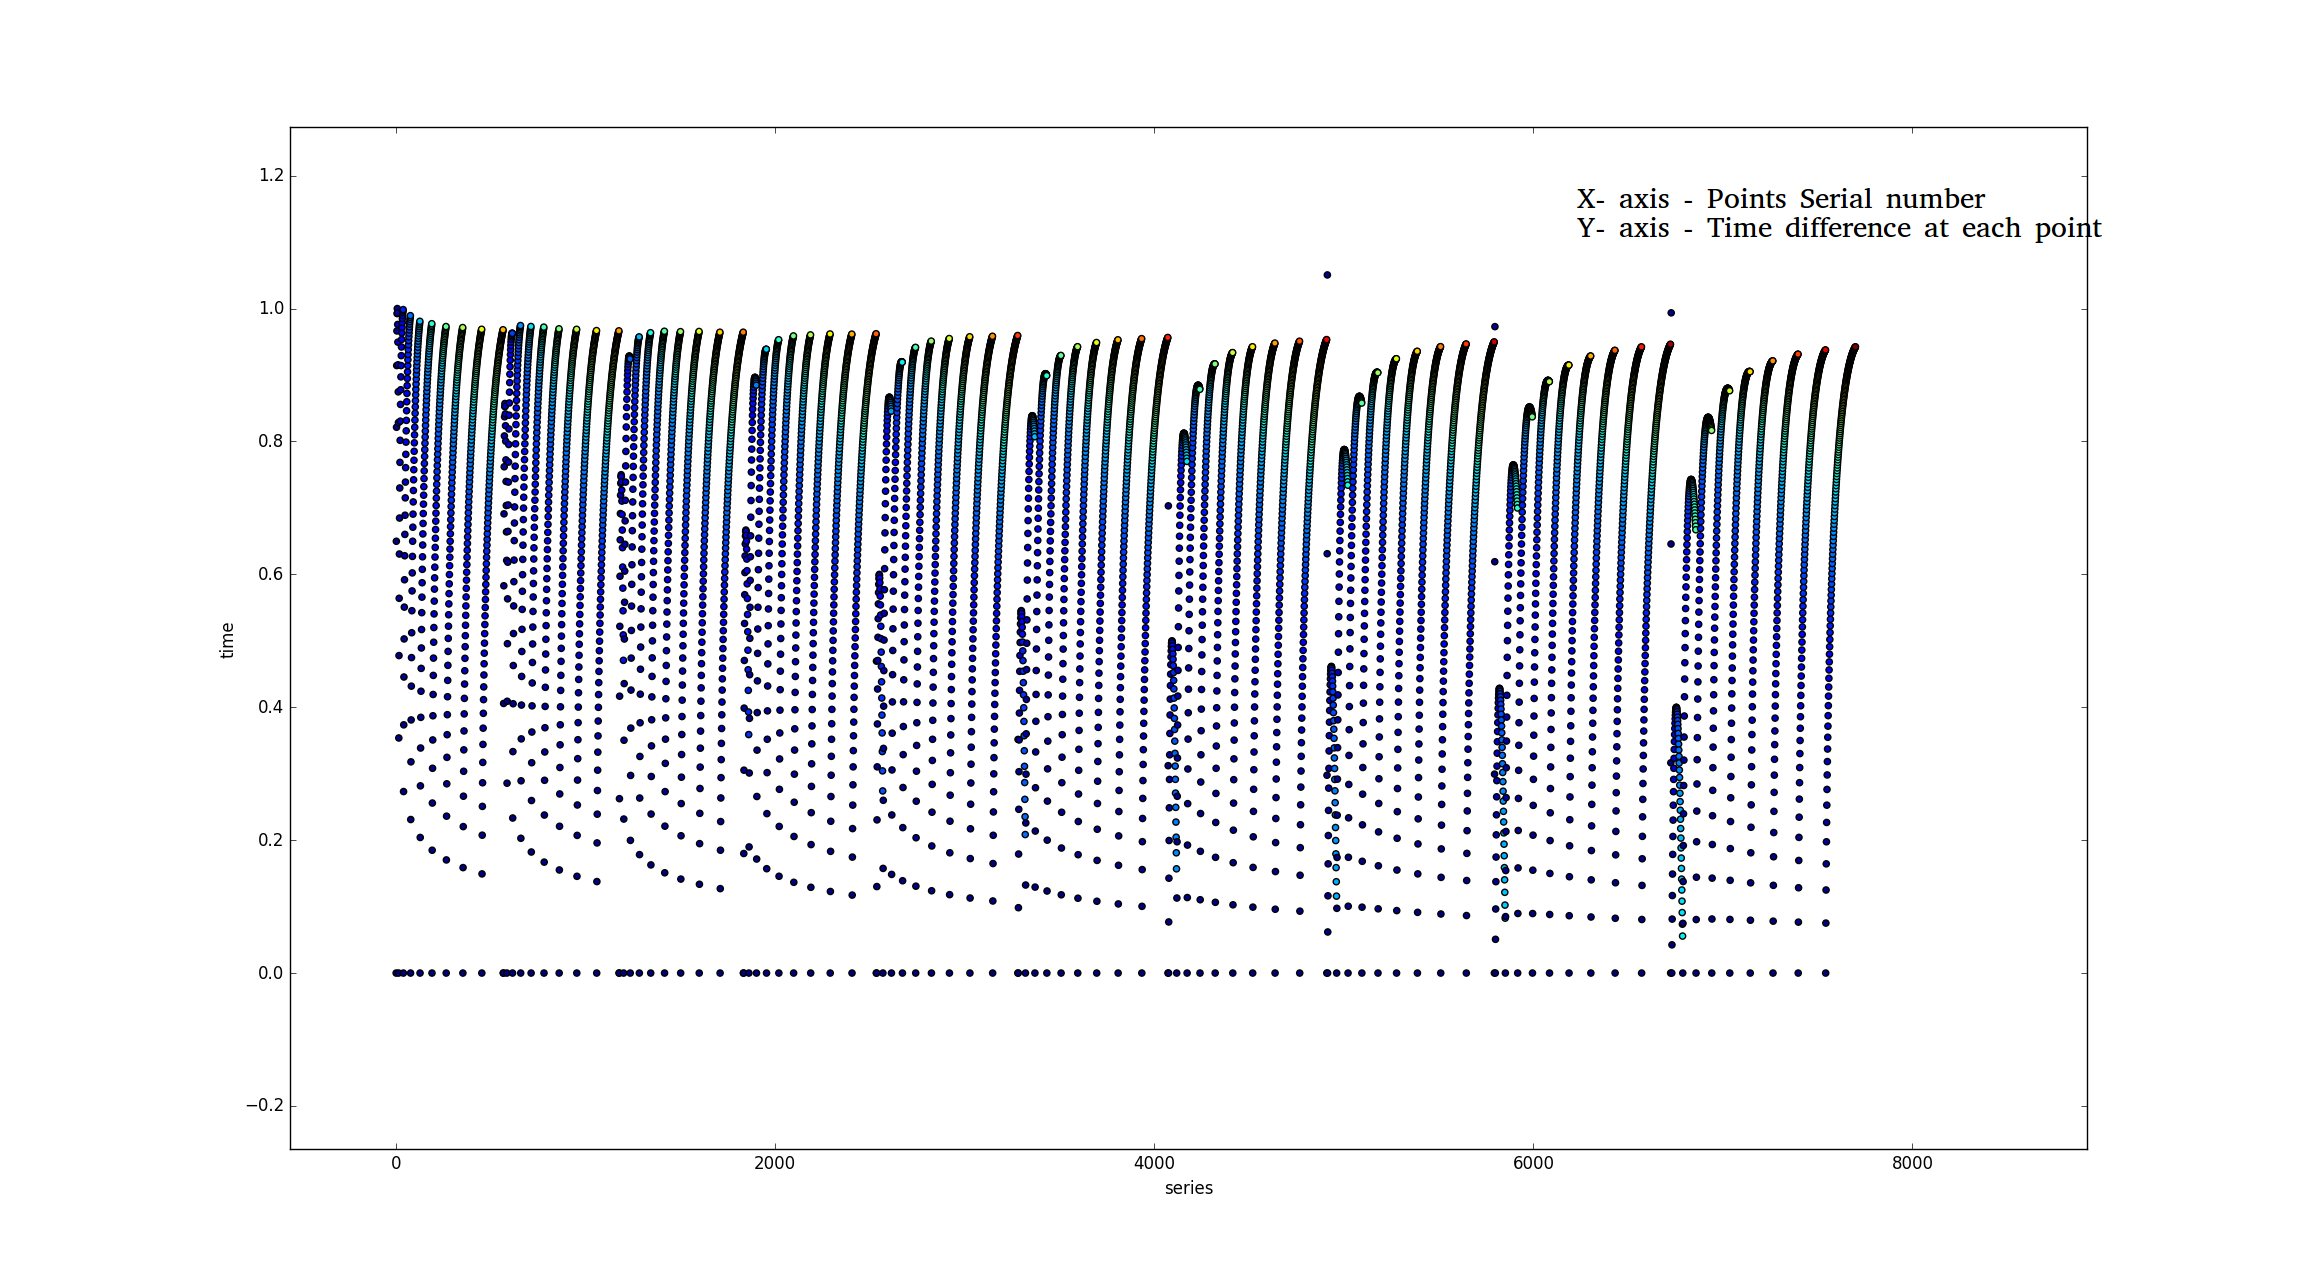 1.2
X- axis - Points Serial number
Y- axis - Time difference at each point
1.0
0.8
0.6
time
0.4
0.2
0.0
−0.2
0 2000 4000 6000 8000
series